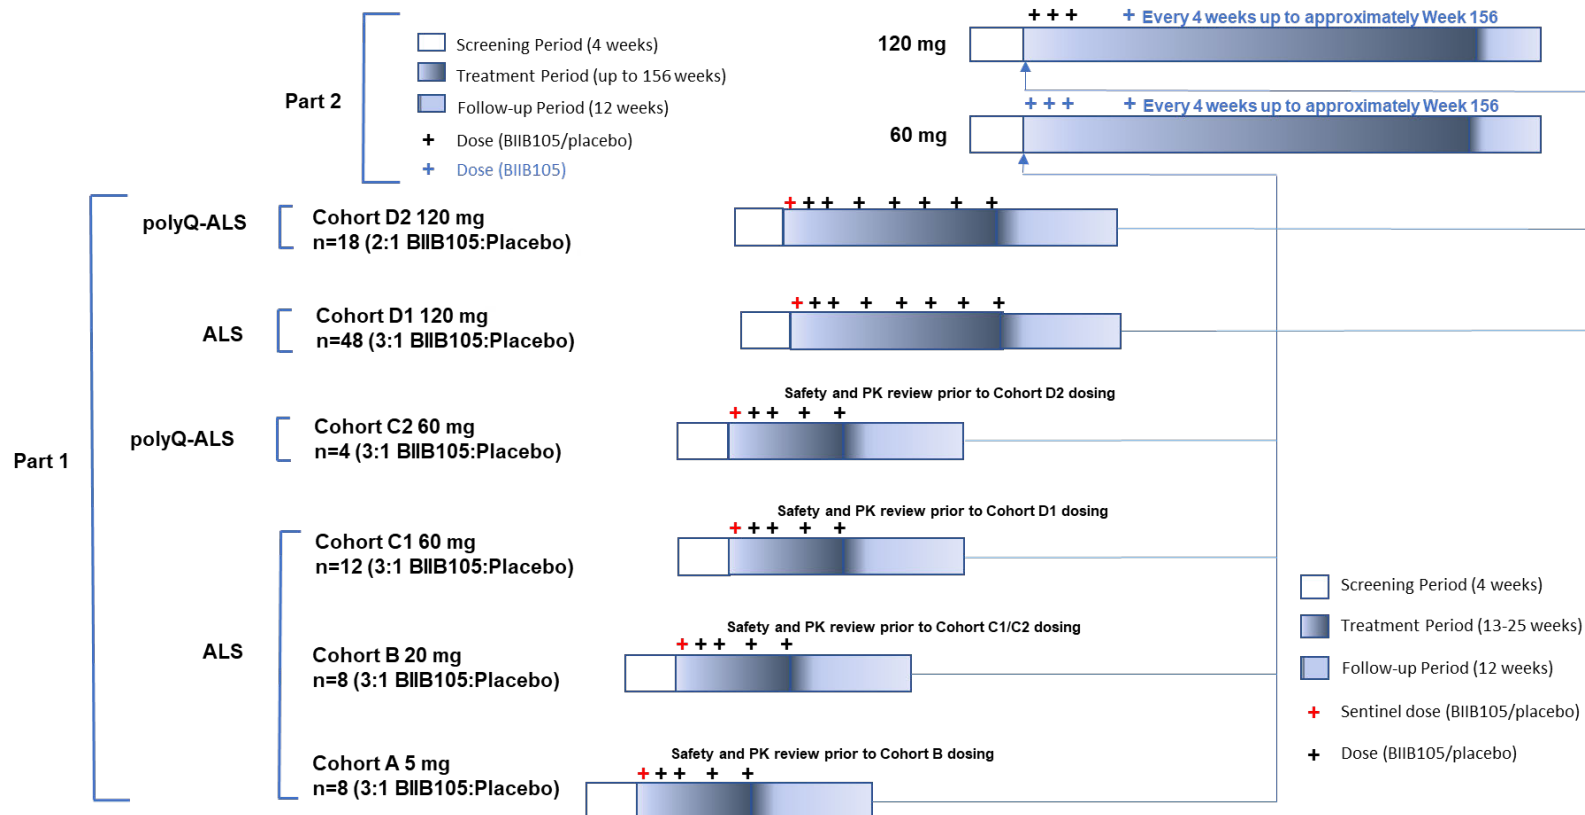 Part 2
Screening Period (4 weeks)
Treatment Period (up to 156 weeks)
Follow-up Period (12 weeks)
+ Dose (BIIB105/placebo)
+ Dose (BIIB105)
120 mg
+ + + + Every 4 weeks up to approximately Week 156
60 mg
+ + + + Every 4 weeks up to approximately Week 156
Part 1
polyQ-ALS
Cohort D2 120 mg
n=18 (2:1 BIIB105:Placebo)
+ + + + + + + +
ALS
Cohort D1 120 mg
n=48 (3:1 BIIB105:Placebo)
+ + + + + + + +
polyQ-ALS
Cohort C2 60 mg
n=4 (3:1 BIIB105:Placebo)
Safety and PK review prior to Cohort D2 dosing
+ + + + +
ALS
Cohort C1 60 mg
n=12 (3:1 BIIB105:Placebo)
Safety and PK review prior to Cohort D1 dosing
+ + + + +
Cohort B 20 mg
n=8 (3:1 BIIB105:Placebo)
Safety and PK review prior to Cohort C1/C2 dosing
+ + + + +
Cohort A 5 mg
n=8 (3:1 BIIB105:Placebo)
Safety and PK review prior to Cohort B dosing
+ + + + +
Screening Period (4 weeks)
Treatment Period (13-25 weeks)
Follow-up Period (12 weeks)
+ Sentinel dose (BIIB105/placebo)
+ Dose (BIIB105/placebo)